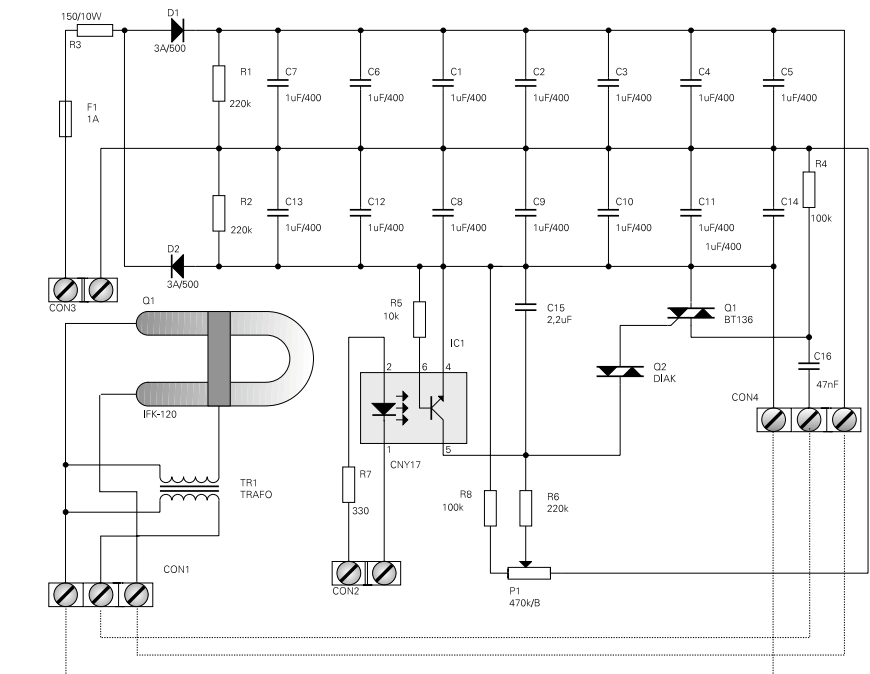 150/10W
D1
R3
3A/500
R1
C7
C6
C1
C2
C3
C4
C5
220k
1uF/400
1uF/400
1uF/400
1uF/400
1uF/400
1uF/400
1uF/400
F1
1A
R4
R2
C13
C12
C8
C9
C10
C11
C14
100k
220k
1uF/400
1uF/400
1uF/400
1uF/400
1uF/400
1uF/400
1uF/400
D2
3A/500
CON3
Q1
R5
10k
C15
2,2uF
Q1
BT136
IC1
2
6
4
Q2
DIAK
C16
47nF
CON4
IFK-120
1
5
CNY17
TR1
TRAFO
R7
330
R8
100k
R6
220k
CON1
CON2
P1
470k/B